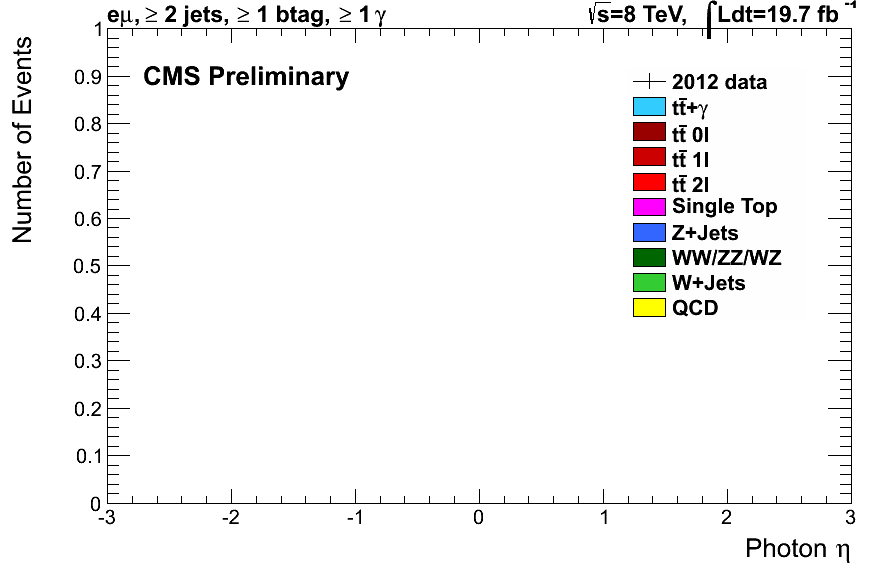 eμ, ≥ 2 jets, ≥ 1 btag, ≥ 1 γ
√s=8 TeV, ∫Ldt=19.7 fb⁻¹
CMS Preliminary
2012 data
tt̄+γ
tt̄ 0l
tt̄ 1l
tt̄ 2l
Single Top
Z+Jets
WW/ZZ/WZ
W+Jets
QCD
Number of Events
1
0.9
0.8
0.7
0.6
0.5
0.4
0.3
0.2
0.1
0
-3 -2 -1 0 1 2 3
Photon η